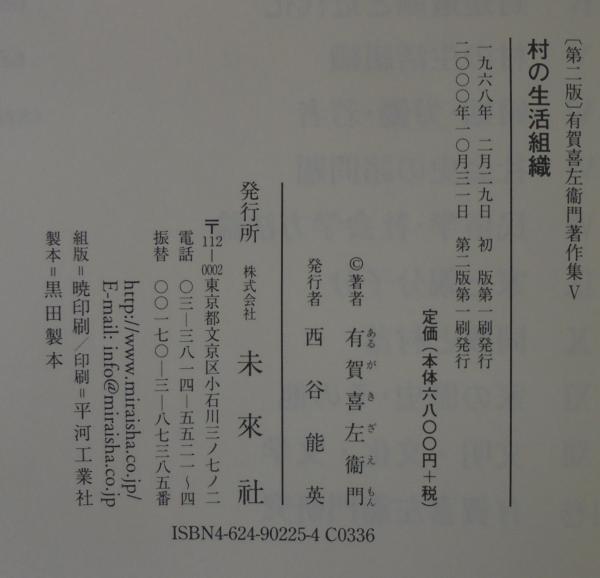 〔第二版〕有賀喜左衞門著作集Ⅴ
村の生活組織
一九六八年 二月二九日 初 版第一刷発行
二〇〇〇年一〇月三一日 第二版第一刷発行
定価(本体六八〇〇円+税)
©著者 有賀喜左衞門
ある が き ざ え もん
発行者 西谷能英
発行所 株式会社 未來社
〒112-0002東京都文京区小石川三ノ七ノ二
電話 〇三-三八一四-五五二一~四
振替 〇〇一七〇-三-八七三八五番
http://www.miraisha.co.jp/
E-mail: info@miraisha.co.jp
組版=暁印刷/印刷=平河工業社
製本=黒田製本
ISBN4-624-90225-4 C0336